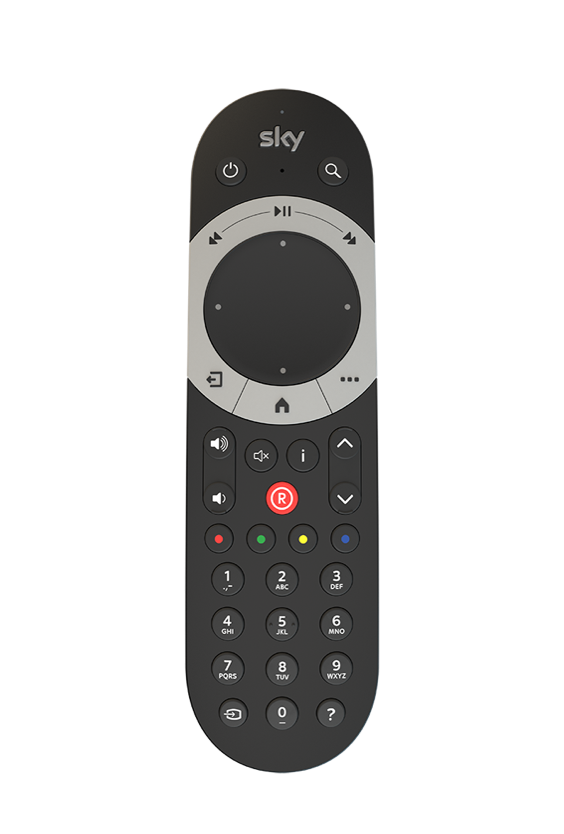 sky
i
R
1 2 3
.,- ABC DEF
4 5 6
GHI JKL MNO
7 8 9
PQRS TUV WXYZ
0 ?
_